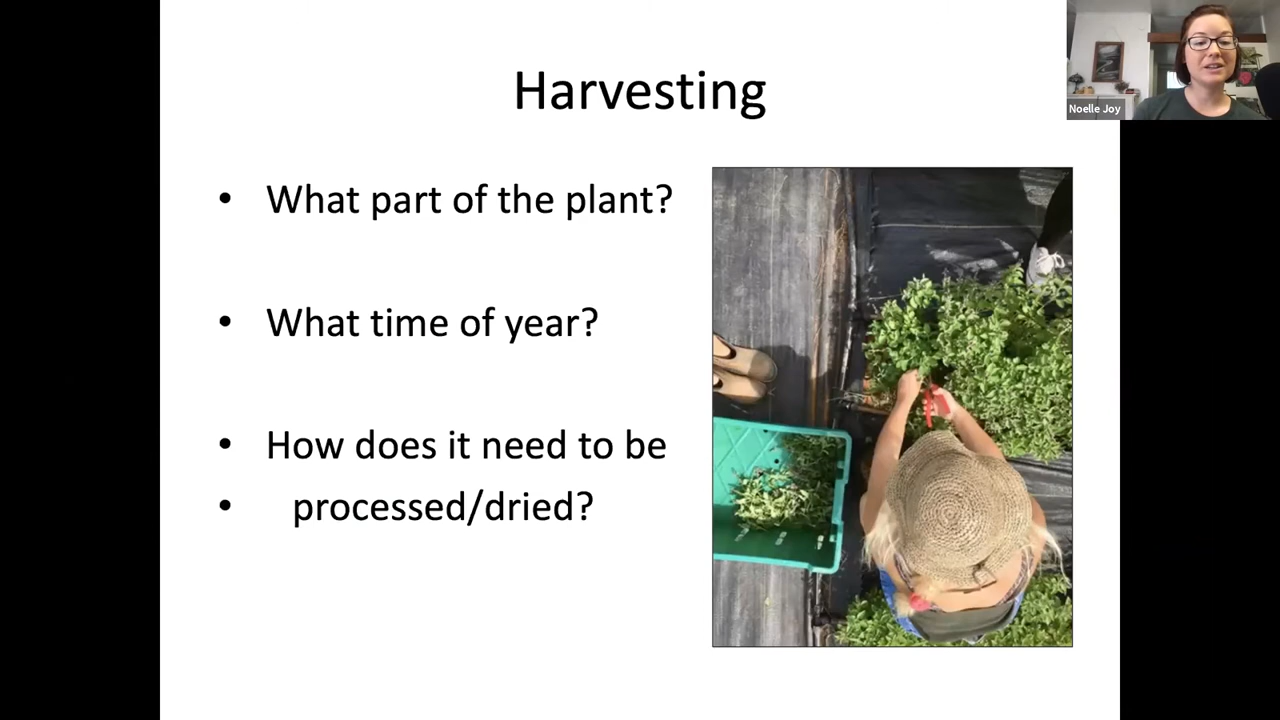 Harvesting
Noelle Joy
• What part of the plant?
• What time of year?
• How does it need to be
• processed/dried?